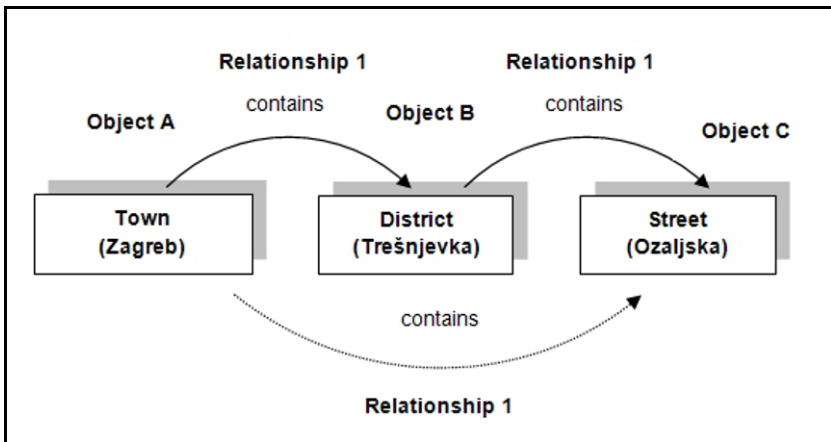 Relationship 1
Relationship 1
contains
contains
Object A
Object B
Object C
Town
(Zagreb)
District
(Trešnjevka)
Street
(Ozaljska)
contains
Relationship 1